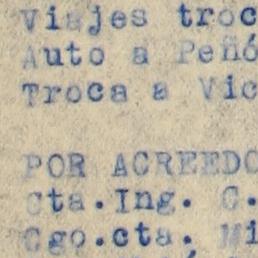 Viajes troc
Auto a Peñó
Troca a Vic
POR ACREEDO
Cta.Ing. G.
Cgo.cta. Mi